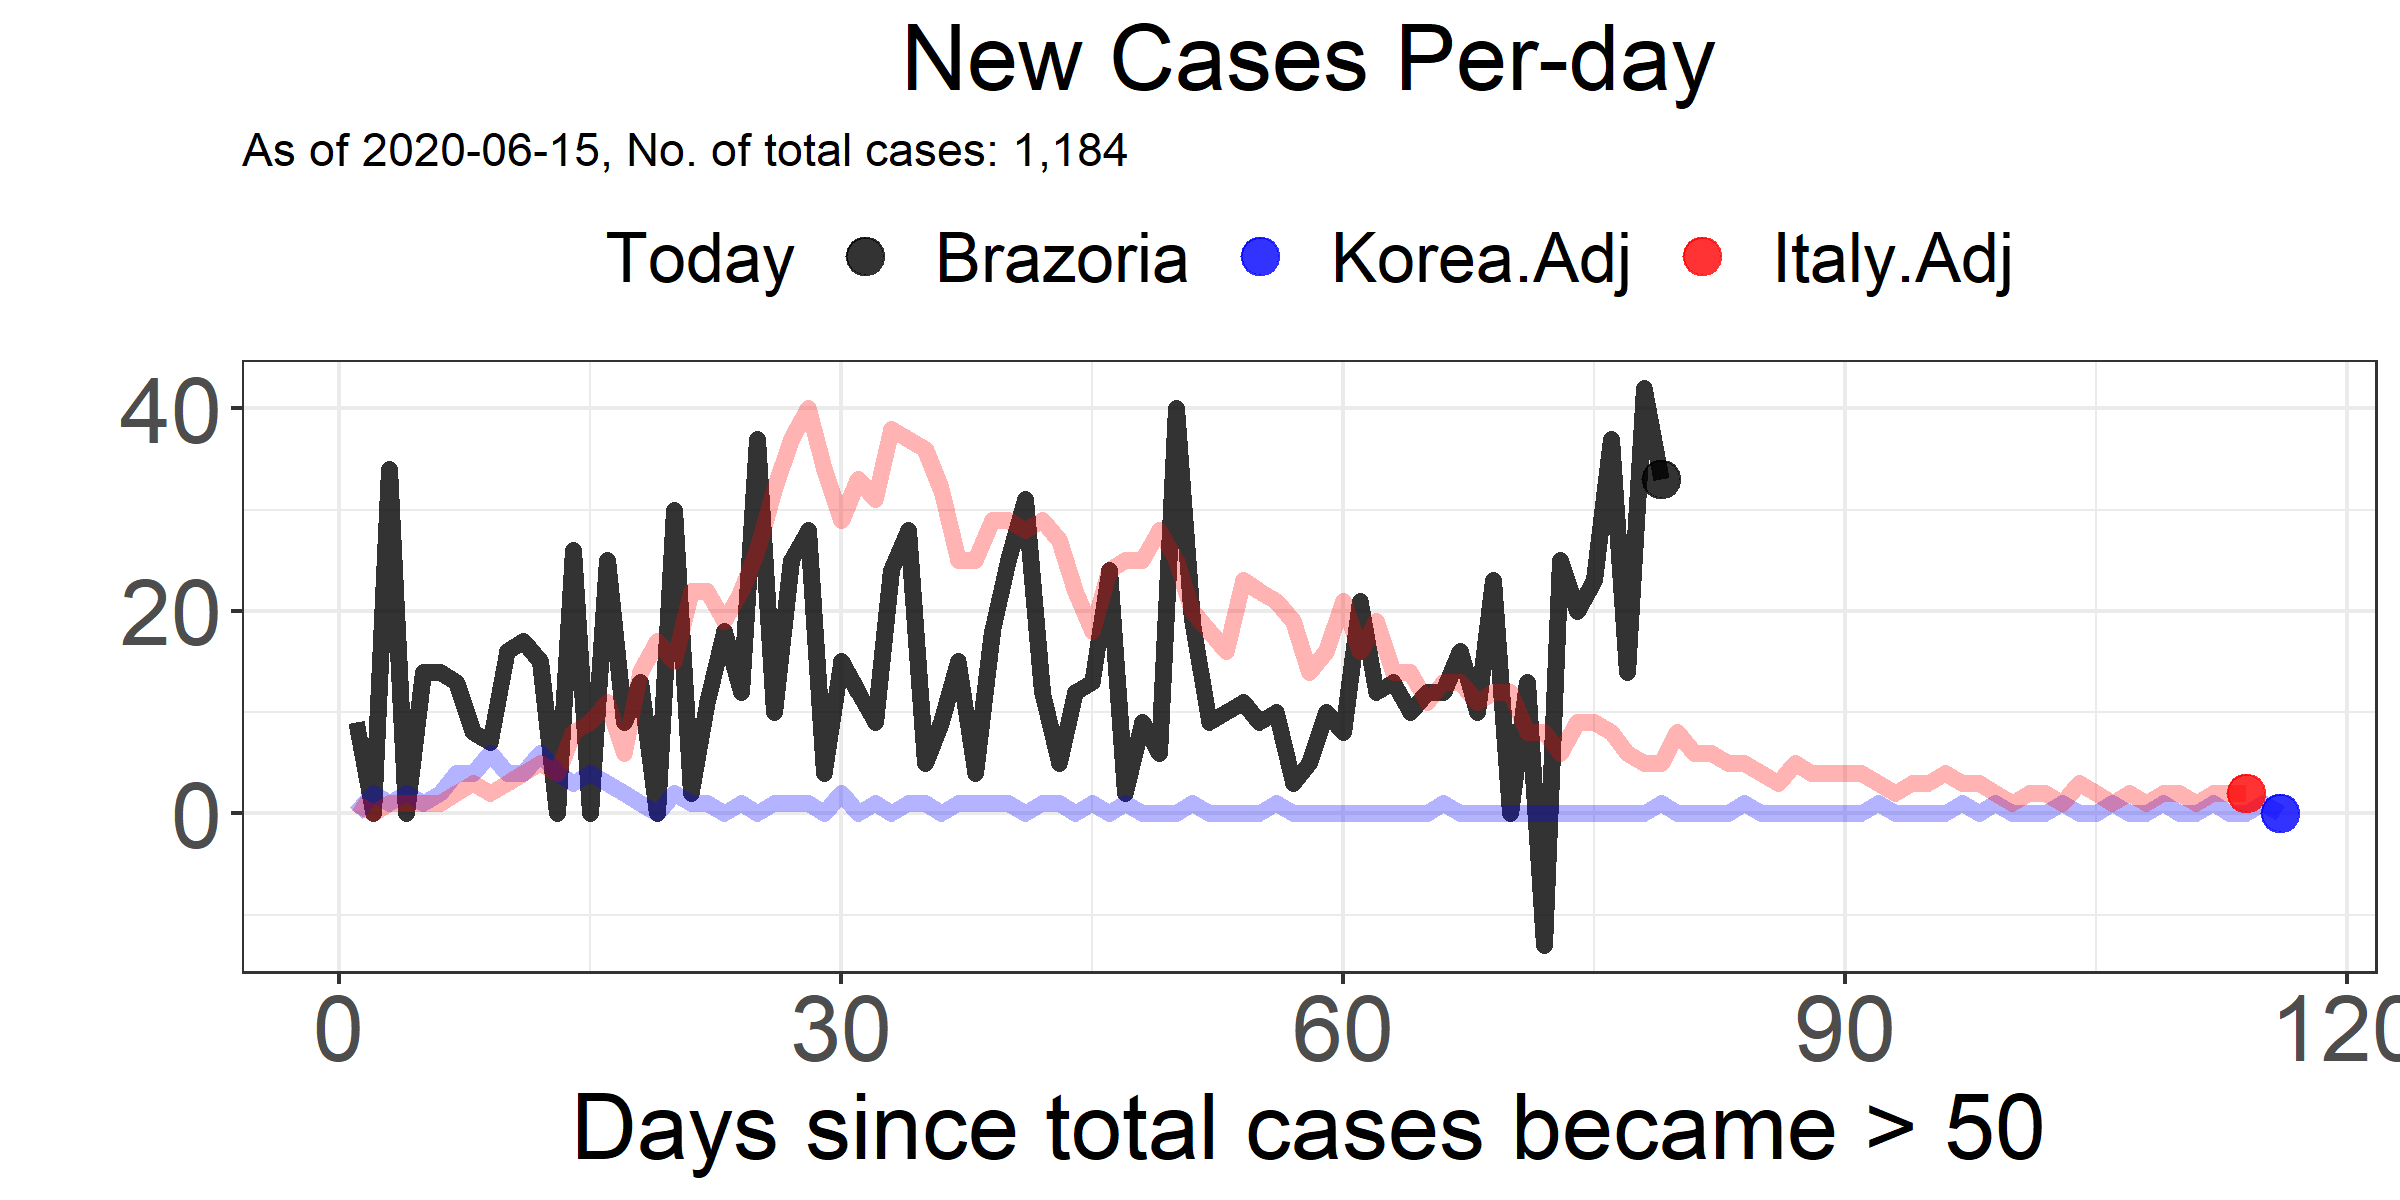 New Cases Per-day
As of 2020-06-15, No. of total cases: 1,184
Today Brazoria Korea.Adj Italy.Adj
40
20
0
0 30 60 90 120
Days since total cases became > 50